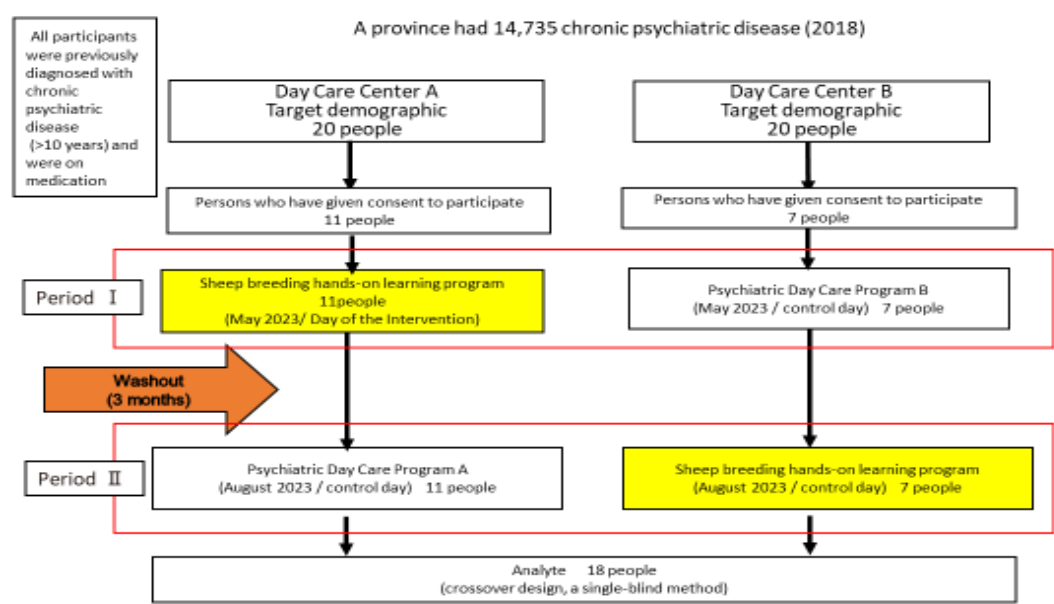 All participants
were previously
diagnosed with
chronic
psychiatric
disease
(>10 years) and
were on
medication
A province had 14,735 chronic psychiatric disease (2018)
Day Care Center A
Target demographic
20 people
Day Care Center B
Target demographic
20 people
Persons who have given consent to participate
11 people
Persons who have given consent to participate
7 people
Period Ⅰ
Sheep breeding hands-on learning program
11people
(May 2023/ Day of the Intervention)
Psychiatric Day Care Program B
(May 2023 / control day) 7 people
Washout
(3 months)
Period Ⅱ
Psychiatric Day Care Program A
(August 2023 / control day) 11 people
Sheep breeding hands-on learning program
(August 2023 / control day) 7 people
Analyte 18 people
(crossover design, a single-blind method)